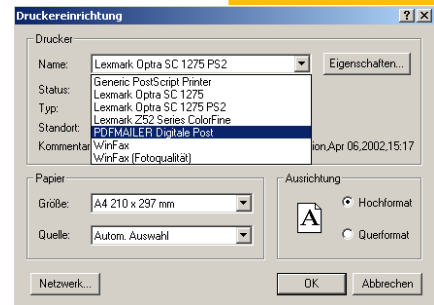 Druckereinrichtung
Drucker
Name: Lexmark Optra SC 1275 PS2 Eigenschaften...
Generic PostScript Printer
Status: Lexmark Optra SC 1275
Typ: Lexmark Optra SC 1275 PS2
Lexmark Z52 Series ColorFine
Standort: PDFMAILER Digitale Post
Kommentar WinFax ion,Apr 06,2002,15:17
WinFax (Fotoqualität)
Papier
Größe: A4 210 x 297 mm
Quelle: Autom. Auswahl
Ausrichtung
A
Hochformat
Querformat
Netzwerk... OK Abbrechen